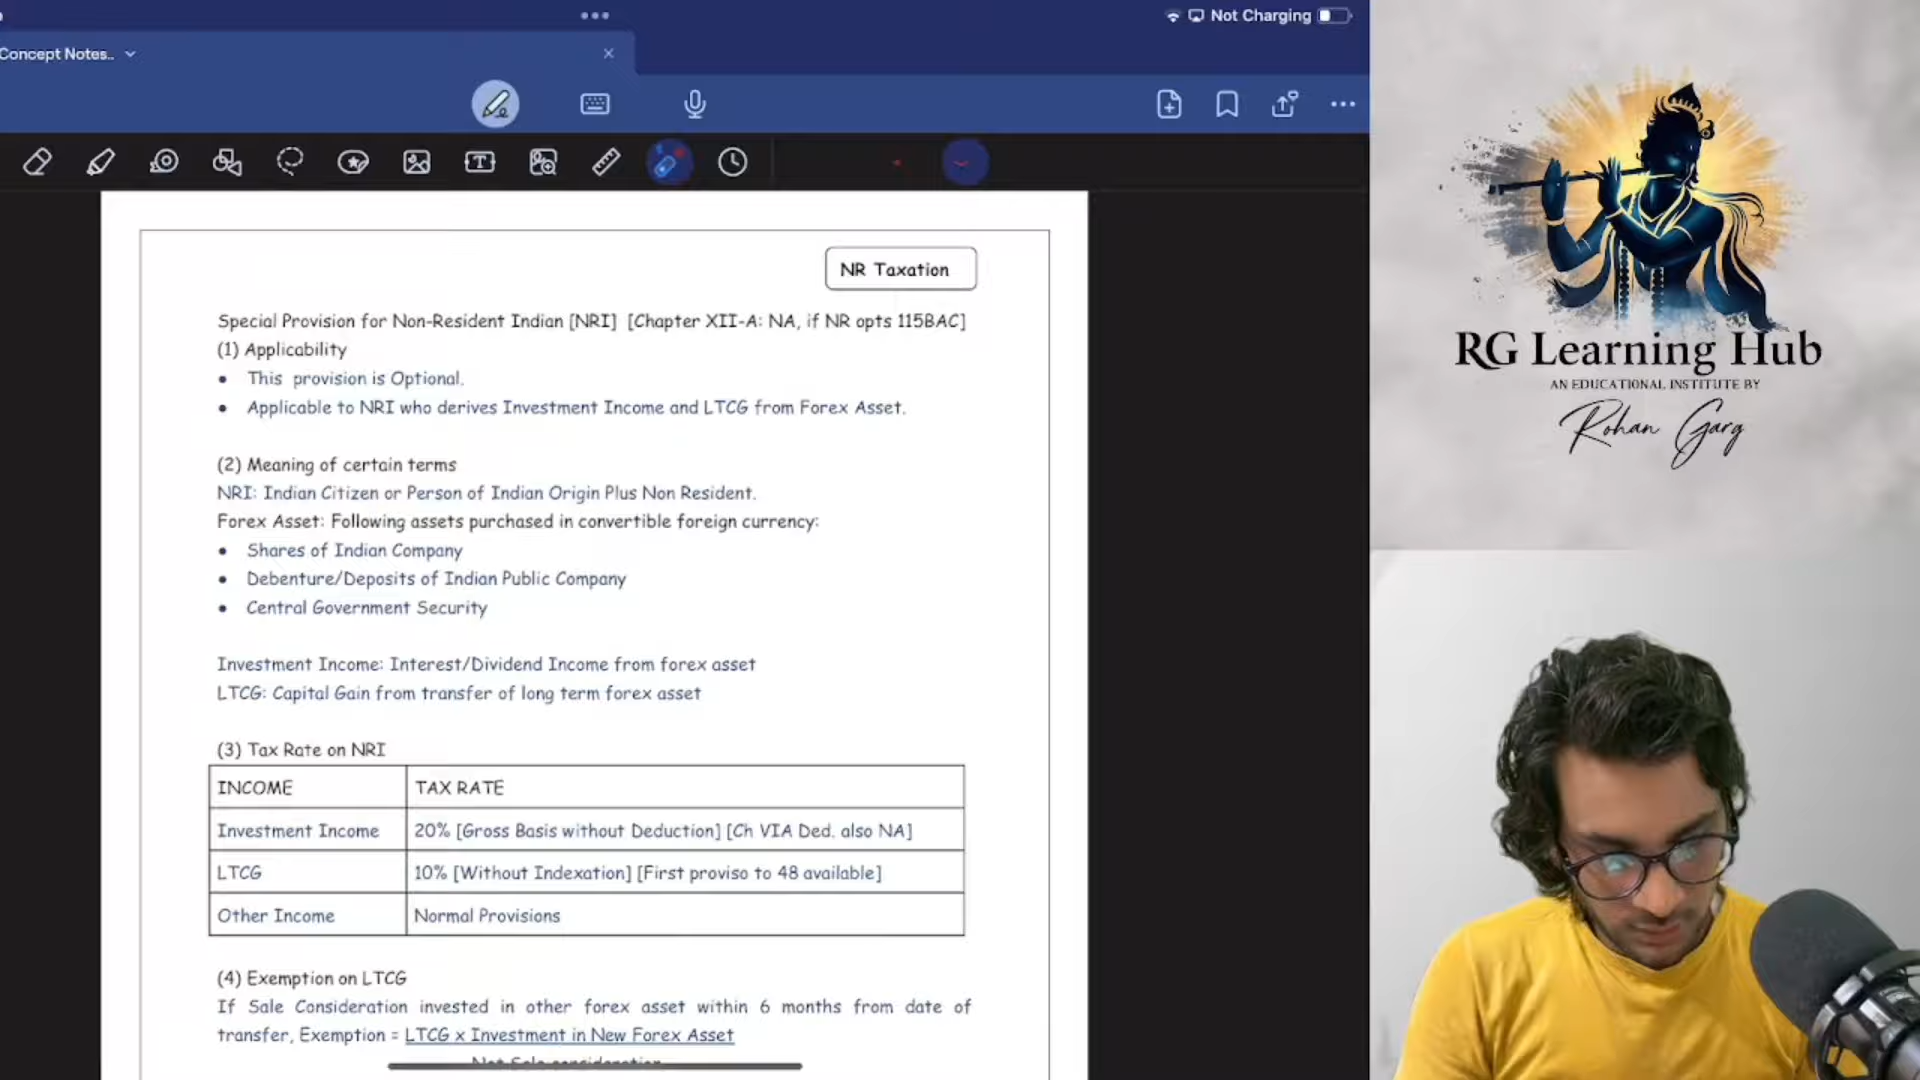 Not Charging
Concept Notes..
NR Taxation
Special Provision for Non-Resident Indian [NRI] [Chapter XII-A: NA, if NR opts 115BAC]
(1) Applicability
• This provision is Optional.
• Applicable to NRI who derives Investment Income and LTCG from Forex Asset.
(2) Meaning of certain terms
NRI: Indian Citizen or Person of Indian Origin Plus Non Resident.
Forex Asset: Following assets purchased in convertible foreign currency:
• Shares of Indian Company
• Debenture/Deposits of Indian Public Company
• Central Government Security
Investment Income: Interest/Dividend Income from forex asset
LTCG: Capital Gain from transfer of long term forex asset
(3) Tax Rate on NRI
INCOME TAX RATE
Investment Income 20% [Gross Basis without Deduction] [Ch VIA Ded. also NA]
LTCG 10% [Without Indexation] [First proviso to 48 available]
Other Income Normal Provisions
(4) Exemption on LTCG
If Sale Consideration invested in other forex asset within 6 months from date of
transfer, Exemption = LTCG x Investment in New Forex Asset
Net Sale consideration
RG Learning Hub
AN EDUCATIONAL INSTITUTE BY
Rohan Garg